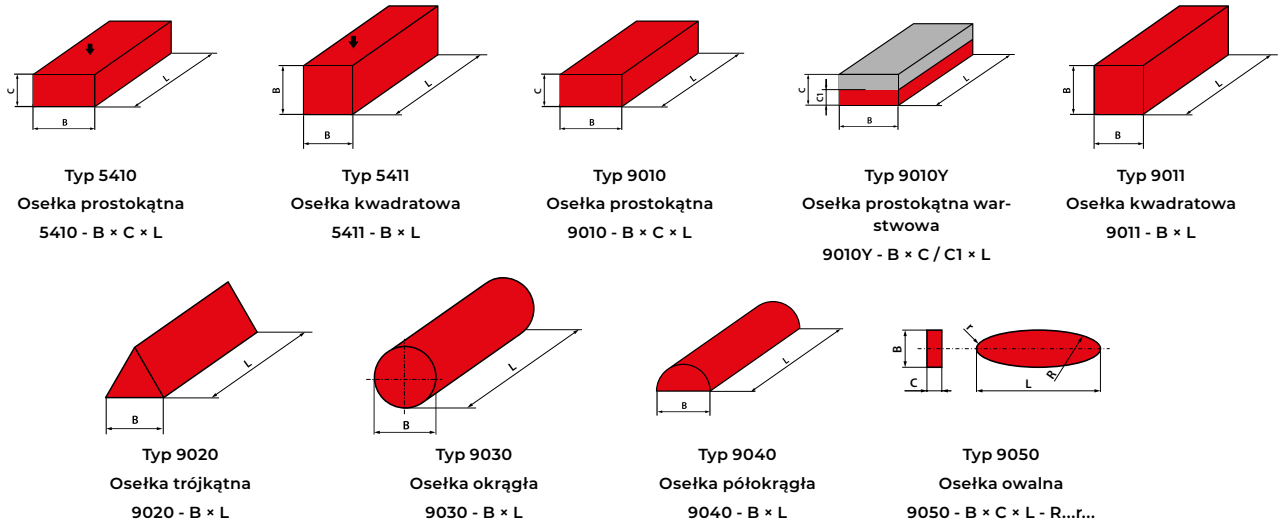 C
B
L
B
B
L
C
B
L
C
C1
B
L
B
B
L
Typ 5410
Osełka prostokątna
5410 - B × C × L
Typ 5411
Osełka kwadratowa
5411 - B × L
Typ 9010
Osełka prostokątna
9010 - B × C × L
Typ 9010Y
Osełka prostokątna war-
stwowa
9010Y - B × C / C1 × L
Typ 9011
Osełka kwadratowa
9011 - B × L
B
L
B
L
B
L
B
C
r
R
L
Typ 9020
Osełka trójkątna
9020 - B × L
Typ 9030
Osełka okrągła
9030 - B × L
Typ 9040
Osełka półokrągła
9040 - B × L
Typ 9050
Osełka owalna
9050 - B × C × L - R...r...